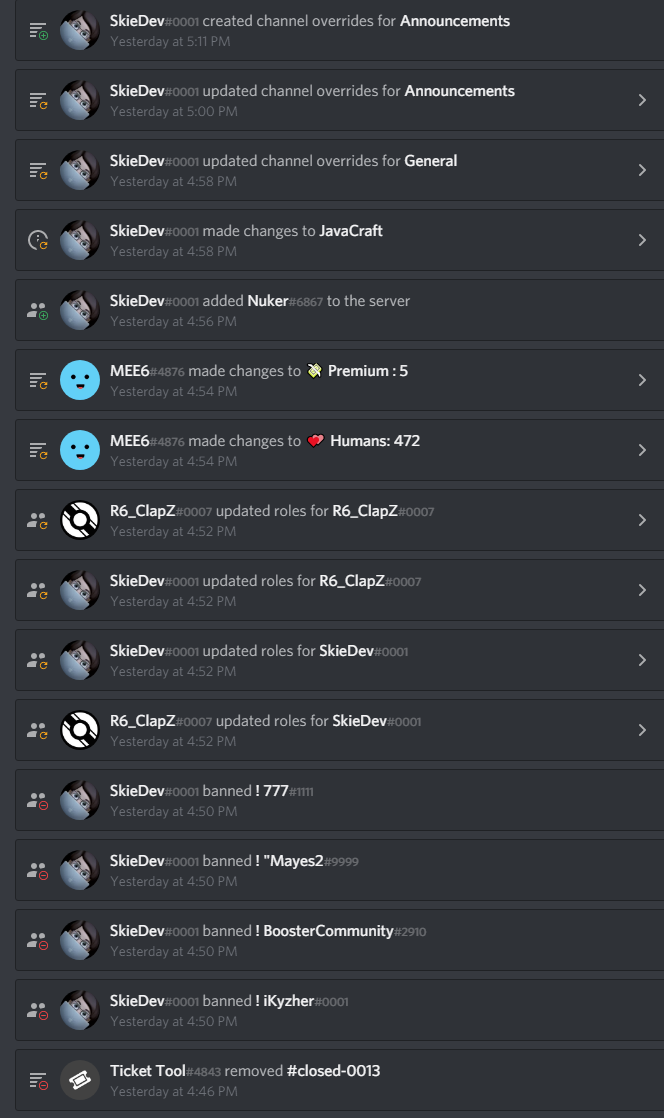 SkieDev#0001 created channel overrides for Announcements
Yesterday at 5:11 PM
SkieDev#0001 updated channel overrides for Announcements
Yesterday at 5:00 PM
SkieDev#0001 updated channel overrides for General
Yesterday at 4:58 PM
SkieDev#0001 made changes to JavaCraft
Yesterday at 4:58 PM
SkieDev#0001 added Nuker#6867 to the server
Yesterday at 4:56 PM
MEE6#4876 made changes to 💸 Premium : 5
Yesterday at 4:54 PM
MEE6#4876 made changes to 💕 Humans: 472
Yesterday at 4:54 PM
R6_ClapZ#0007 updated roles for R6_ClapZ#0007
Yesterday at 4:52 PM
SkieDev#0001 updated roles for R6_ClapZ#0007
Yesterday at 4:52 PM
SkieDev#0001 updated roles for SkieDev#0001
Yesterday at 4:52 PM
R6_ClapZ#0007 updated roles for SkieDev#0001
Yesterday at 4:52 PM
SkieDev#0001 banned ! 777#1111
Yesterday at 4:50 PM
SkieDev#0001 banned ! "Mayes2#9999
Yesterday at 4:50 PM
SkieDev#0001 banned ! BoosterCommunity#2910
Yesterday at 4:50 PM
SkieDev#0001 banned ! iKyzher#0001
Yesterday at 4:50 PM
Ticket Tool#4843 removed #closed-0013
Yesterday at 4:46 PM